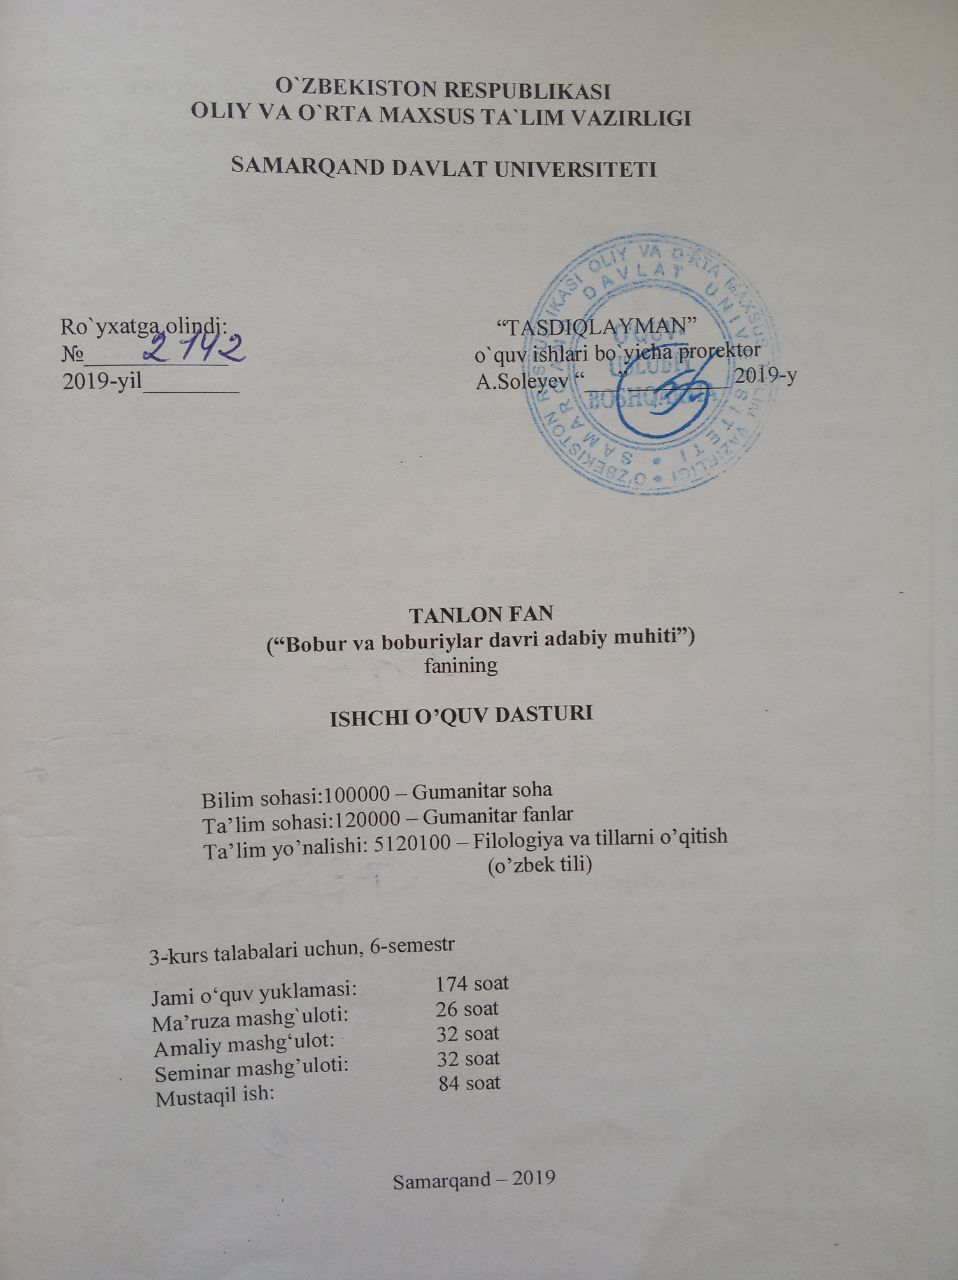 O`ZBEKISTON RESPUBLIKASI
OLIY VA O`RTA MAXSUS TA`LIM VAZIRLIGI
SAMARQAND DAVLAT UNIVERSITETI
Ro`yxatga olindi:
№ 2142
2019-yil
“TASDIQLAYMAN”
o`quv ishlari bo`yicha prorektor
A.Soleyev “___” ________ 2019-y
TANLON FAN
(“Bobur va boburiylar davri adabiy muhiti”)
fanining
ISHCHI O’QUV DASTURI
Bilim sohasi:100000 – Gumanitar soha
Ta’lim sohasi:120000 – Gumanitar fanlar
Ta’lim yo’nalishi: 5120100 – Filologiya va tillarni o’qitish
(o’zbek tili)
3-kurs talabalari uchun, 6-semestr
Jami o‘quv yuklamasi: 174 soat
Ma’ruza mashg`uloti: 26 soat
Amaliy mashg‘ulot: 32 soat
Seminar mashg’uloti: 32 soat
Mustaqil ish: 84 soat
Samarqand – 2019